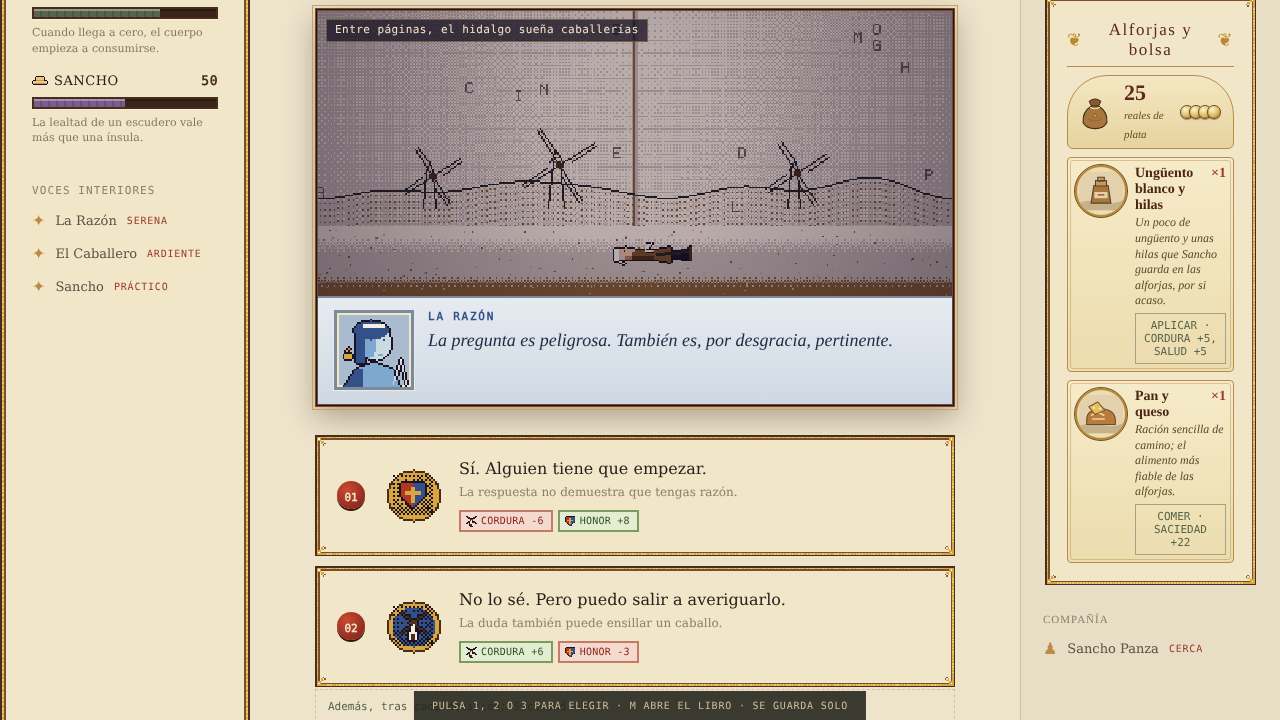 Cuando llega a cero, el cuerpo
empieza a consumirse.
SANCHO 50
La lealtad de un escudero vale
más que una ínsula.
VOCES INTERIORES
La Razón SERENA
El Caballero ARDIENTE
Sancho PRÁCTICO
Entre páginas, el hidalgo sueña caballerías
M O
G
H
C I N
E D
P
L
LA RAZÓN
La pregunta es peligrosa. También es, por desgracia, pertinente.
01
Sí. Alguien tiene que empezar.
La respuesta no demuestra que tengas razón.
CORDURA -6 HONOR +8
02
No lo sé. Pero puedo salir a averiguarlo.
La duda también puede ensillar un caballo.
CORDURA +6 HONOR -3
Además, tras
PULSA 1, 2 O 3 PARA ELEGIR · M ABRE EL LIBRO · SE GUARDA SOLO
Alforjas y
bolsa
25
reales de
plata
Ungüento
blanco y
hilas
×1
Un poco de
ungüento y unas
hilas que Sancho
guarda en las
alforjas, por si
acaso.
APLICAR ·
CORDURA +5,
SALUD +5
Pan y
queso
×1
Ración sencilla de
camino; el
alimento más
fiable de las
alforjas.
COMER ·
SACIEDAD
+22
COMPAÑÍA
Sancho Panza CERCA